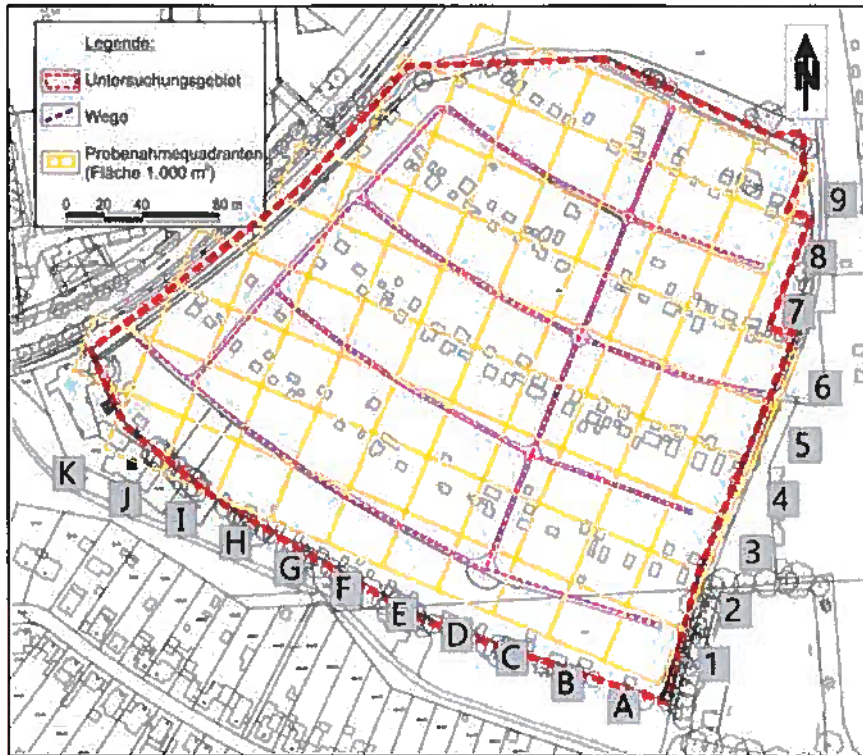 Legende:
Untersuchungsgebiet
Wege
Probenahmequadranten
(Fläche 1.000 m²)
0 20 40 80 m
N
9
8
7
6
5
4
3
2
1
K
J
I
H
G
F
E
D
C
B
A